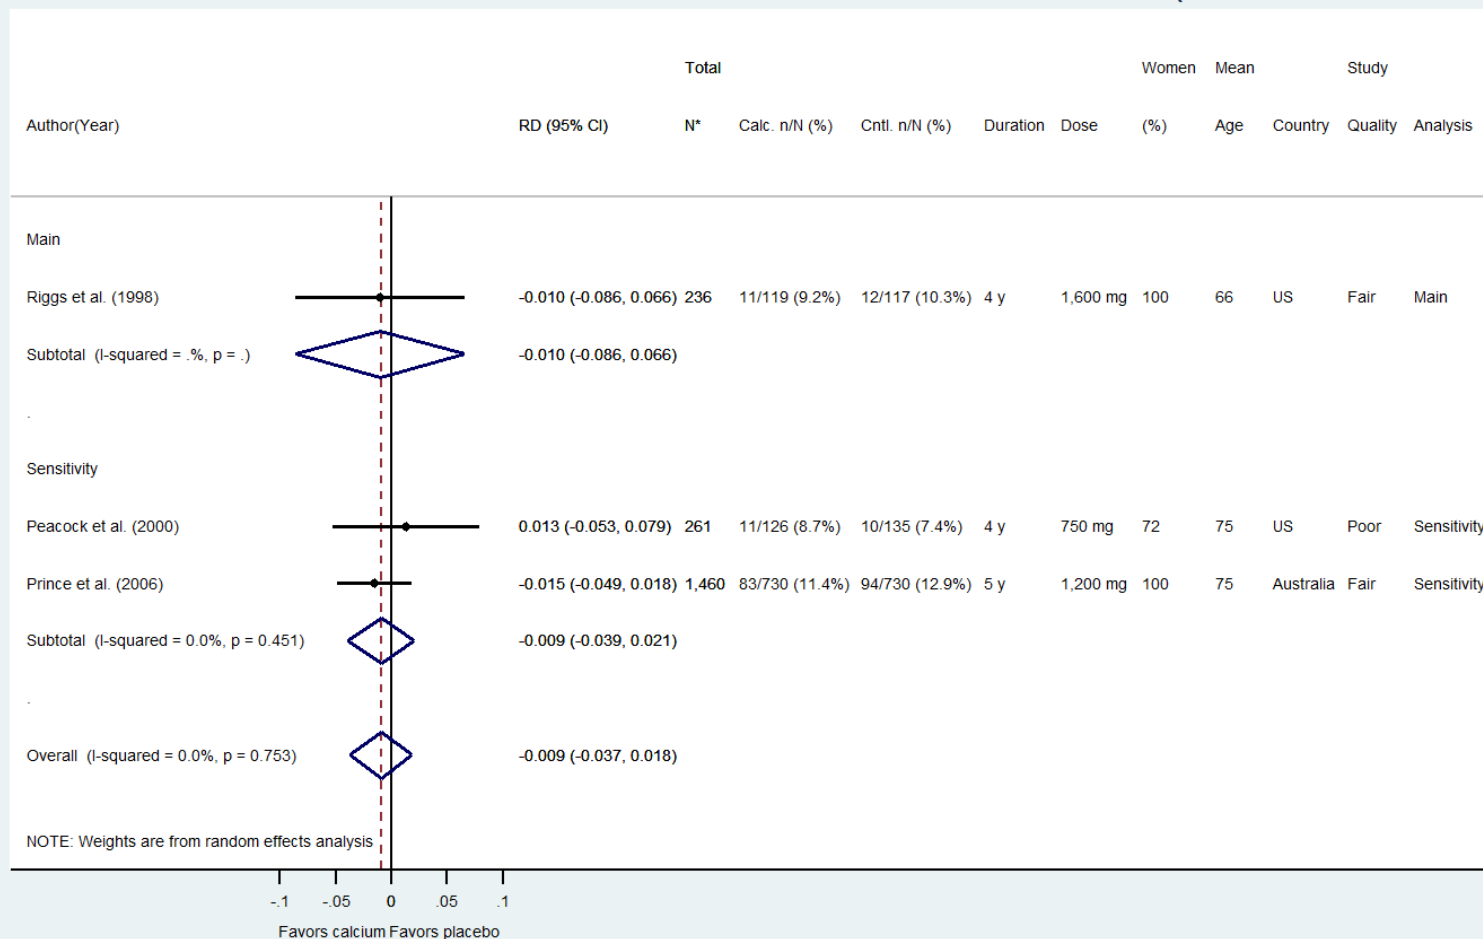 Total Women Mean Study
Author(Year) RD (95% CI) N* Calc. n/N (%) Cntl. n/N (%) Duration Dose (%) Age Country Quality Analysis
Main
Riggs et al. (1998) -0.010 (-0.086, 0.066) 236 11/119 (9.2%) 12/117 (10.3%) 4 y 1,600 mg 100 66 US Fair Main
Subtotal (I-squared = .%, p = .) -0.010 (-0.086, 0.066)
.
Sensitivity
Peacock et al. (2000) 0.013 (-0.053, 0.079) 261 11/126 (8.7%) 10/135 (7.4%) 4 y 750 mg 72 75 US Poor Sensitivity
Prince et al. (2006) -0.015 (-0.049, 0.018) 1,460 83/730 (11.4%) 94/730 (12.9%) 5 y 1,200 mg 100 75 Australia Fair Sensitivity
Subtotal (I-squared = 0.0%, p = 0.451) -0.009 (-0.039, 0.021)
.
Overall (I-squared = 0.0%, p = 0.753) -0.009 (-0.037, 0.018)
NOTE: Weights are from random effects analysis
-.1 -.05 0 .05 .1
Favors calcium Favors placebo